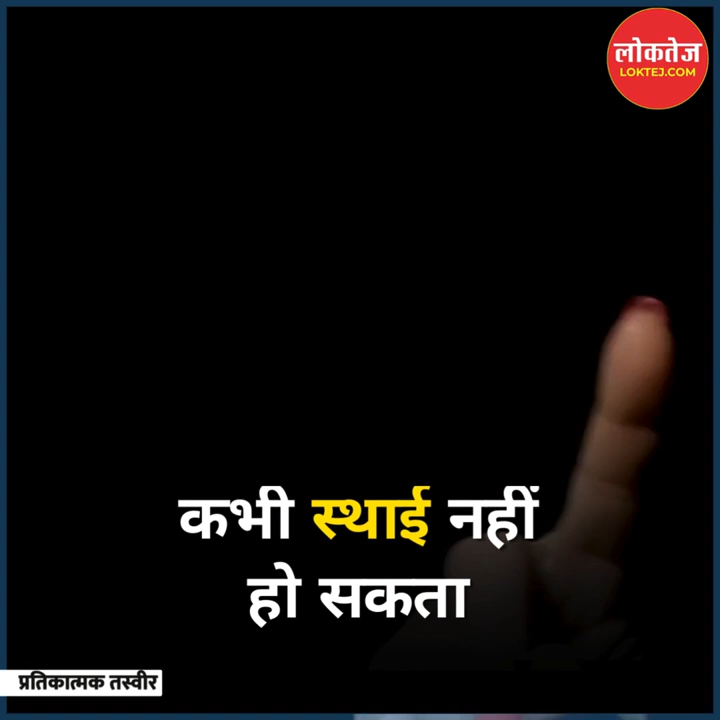 लोकतेज
LOKTEJ.COM
कभी स्थाई नहीं
हो सकता
प्रतिकात्मक तस्वीर